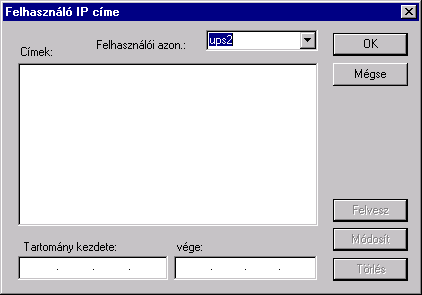 Felhasználó IP címe
Felhasználói azon.: ups2
Címek:
OK
Mégse
Felvesz
Módosít
Törlés
Tartomány kezdete: vége:
. . . . . .